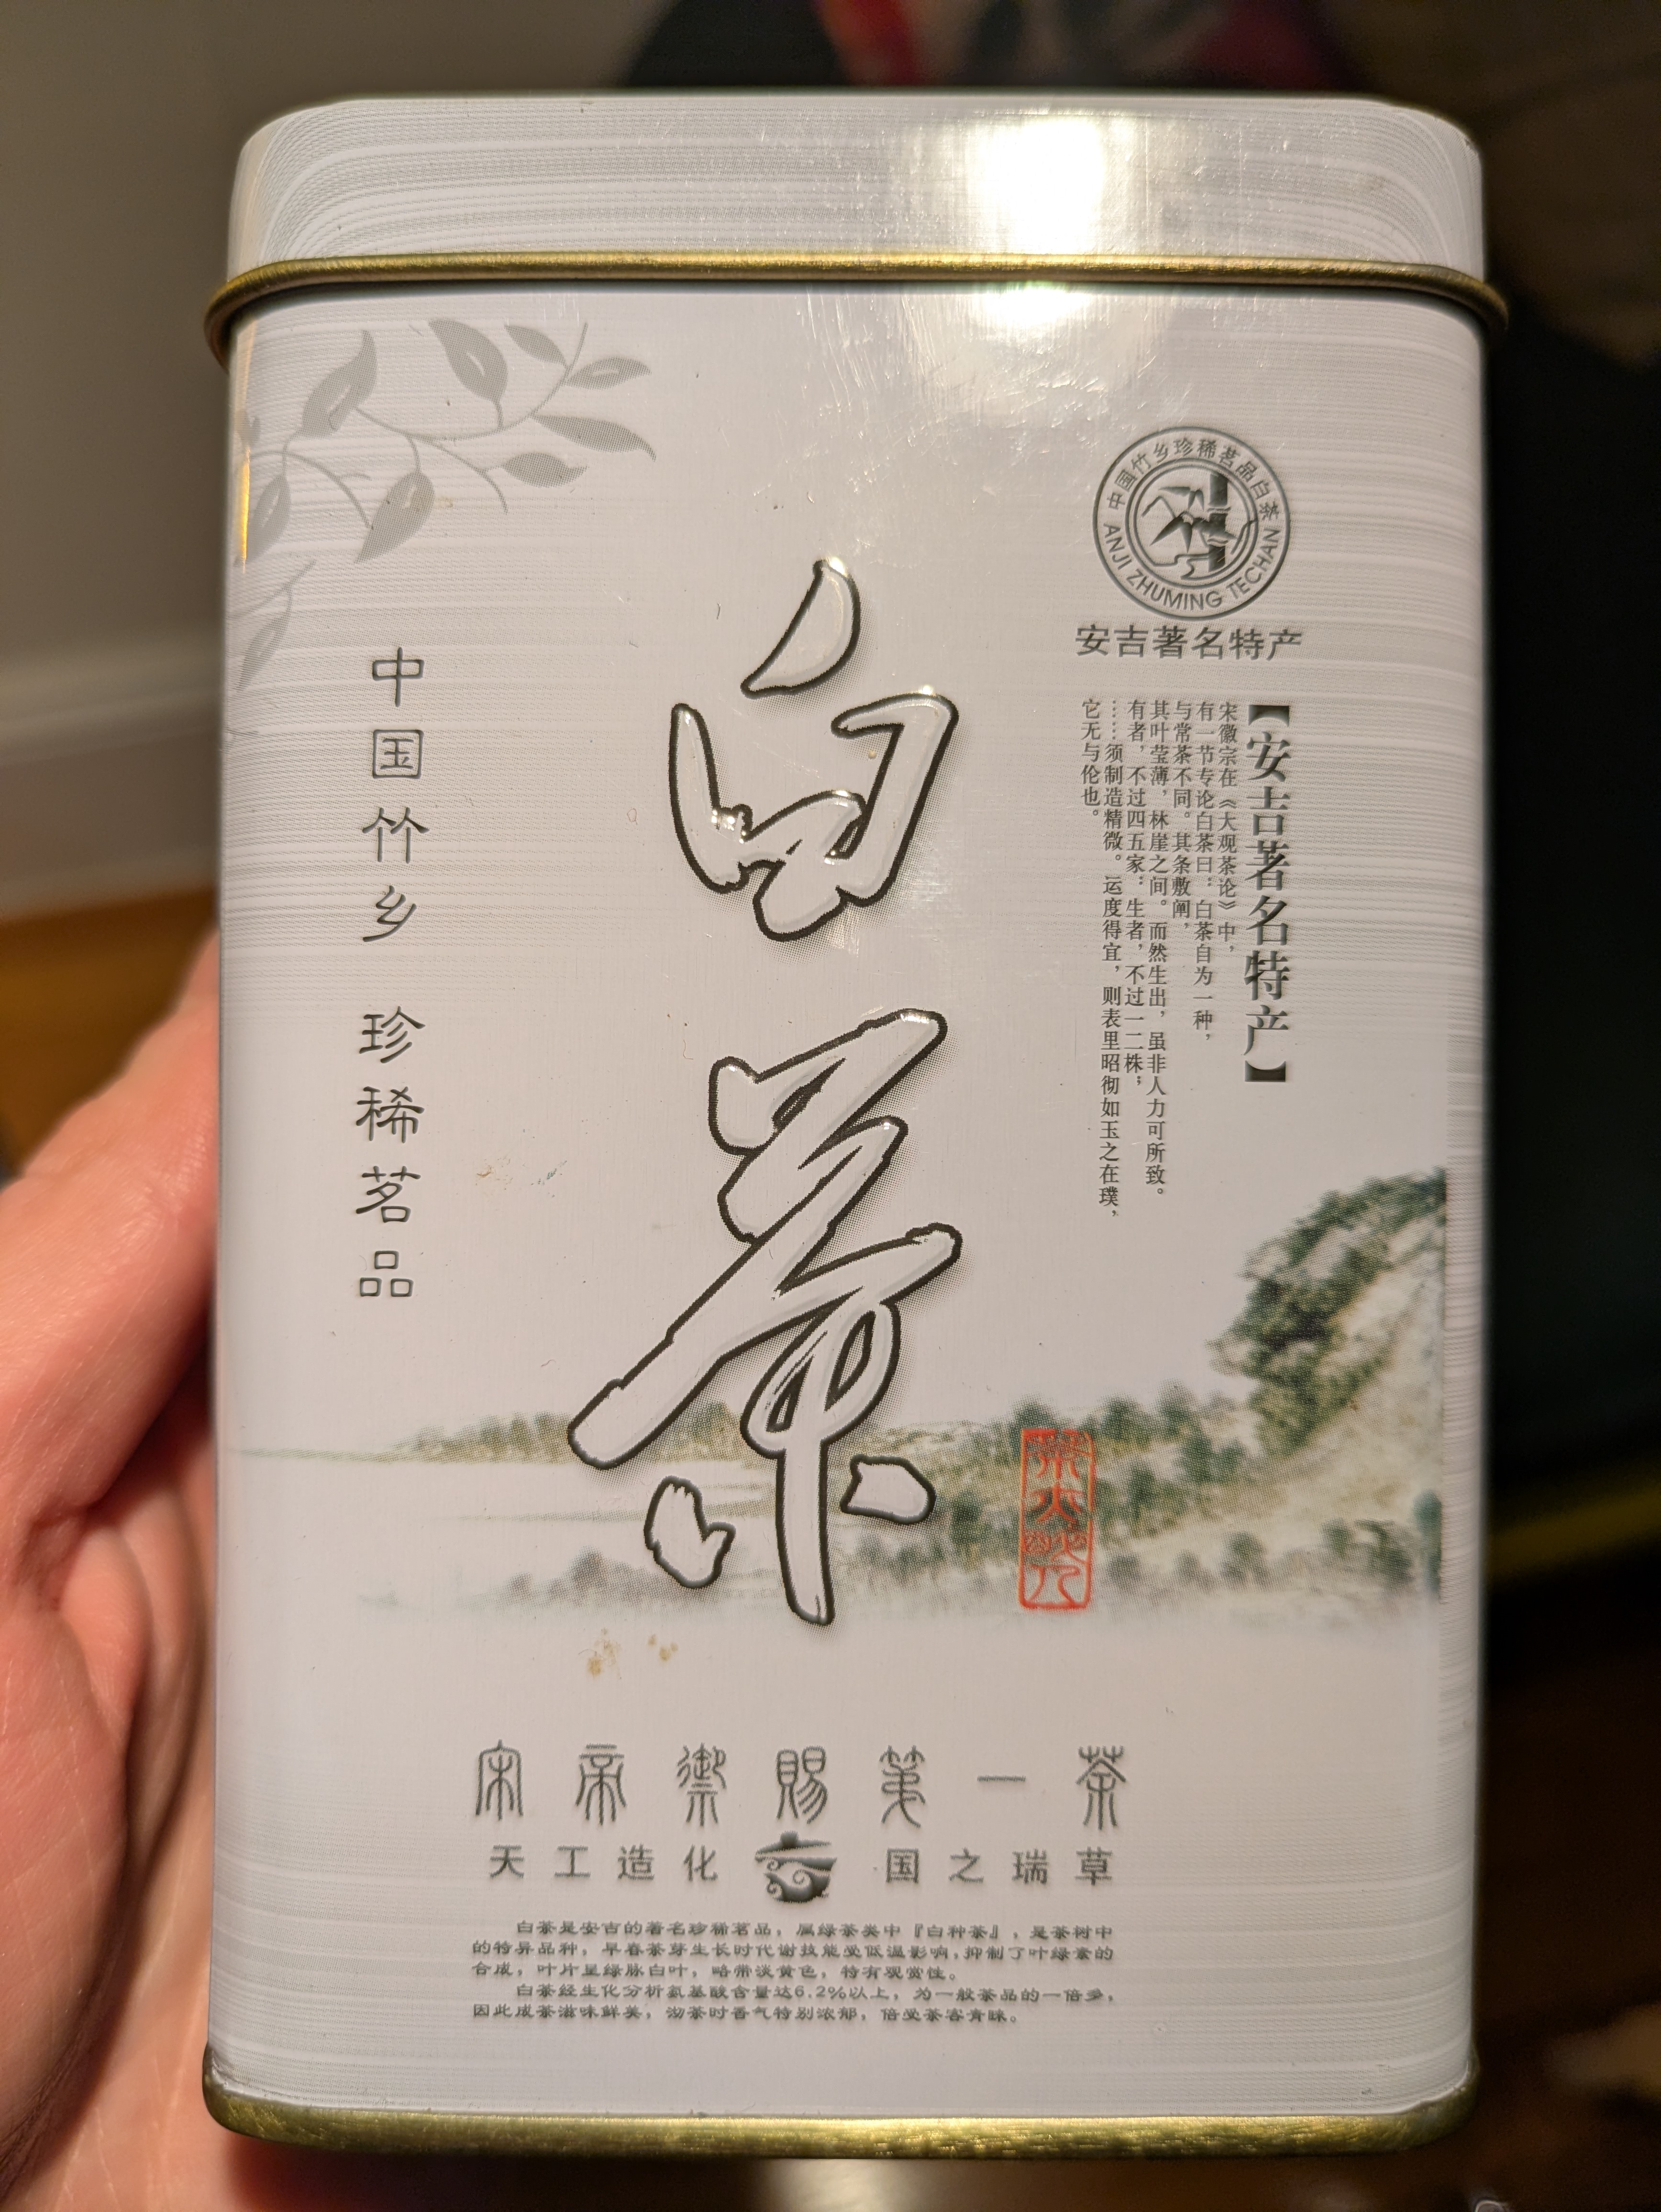 中国竹乡珍稀茗品白茶
ANJI ZHUMING TECHAN
安吉著名特产
【安吉著名特产】
宋徽宗在《大观茶论》中，
有一节专论白茶曰：白茶自为一种，
与常茶不同。其条敷阐，
其叶莹薄，林崖之间。而然生出，虽非人力可所致。
有者，不过四五家；生者，不过一二株；
……须制造精微。运度得宜，则表里昭彻如玉之在璞，
它无与伦也。
白茶
中国竹乡 珍稀茗品
宋帝御賜第一茶
天工造化 国之瑞草
白茶是安吉的著名珍稀茗品，属绿茶类中『白种茶』，是茶树中
的特异品种，早春茶芽生长时代谢技能受低温影响，抑制了叶绿素的
合成，叶片呈绿脉白叶，略带淡黄色，特有观赏性。
白茶经生化分析氨基酸含量达6.2%以上，为一般茶品的一倍多，
因此成茶滋味鲜美，沏茶时香气特别浓郁，倍受茶客青睐。